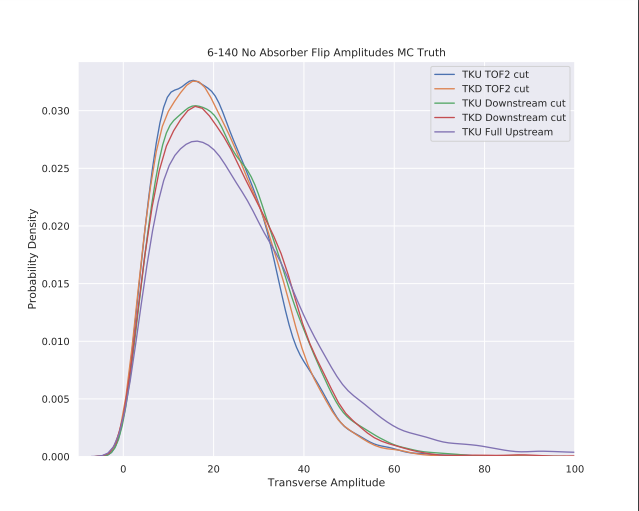 6-140 No Absorber Flip Amplitudes MC Truth
TKU TOF2 cut
TKD TOF2 cut
TKU Downstream cut
TKD Downstream cut
TKU Full Upstream
Probability Density
0.030
0.025
0.020
0.015
0.010
0.005
0.000
0 20 40 60 80 100
Transverse Amplitude